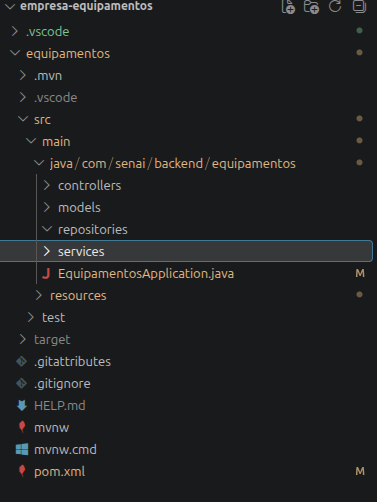 empresa-equipamentos
.vscode
equipamentos
.mvn
.vscode
src
main
java/com/senai/backend/equipamentos
controllers
models
repositories
services
J EquipamentosApplication.java M
resources
test
target
.gitattributes
.gitignore
HELP.md
mvnw
mvnw.cmd
pom.xml M